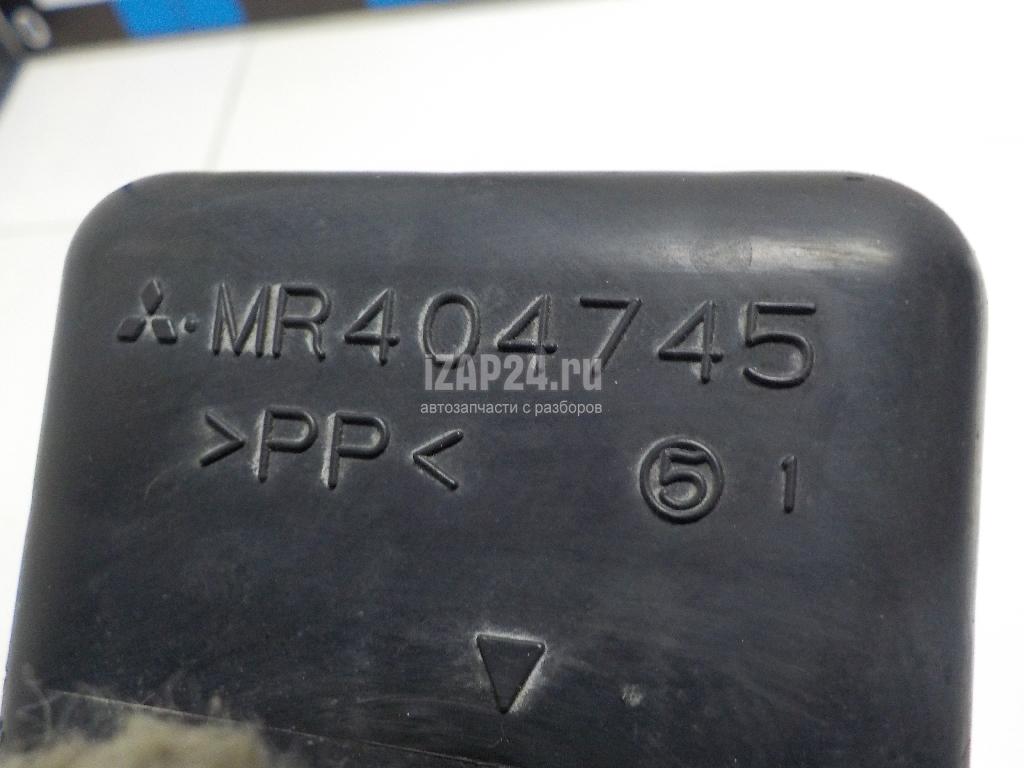 MR404745
iZAP24.ru
автозапчасти с разборов
>PP< 5 1